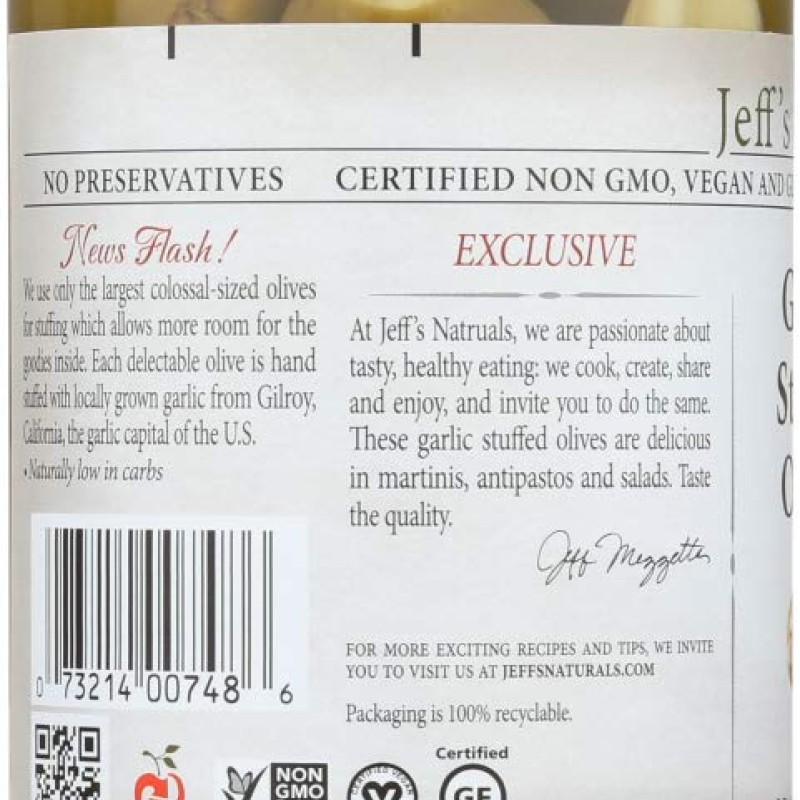 Jeff's
NO PRESERVATIVES CERTIFIED NON GMO, VEGAN AND
News Flash!
We use only the largest colossal-sized olives
for stuffing which allows more room for the
goodies inside. Each delectable olive is hand
stuffed with locally grown garlic from Gilroy,
California, the garlic capital of the U.S.
• Naturally low in carbs
EXCLUSIVE
At Jeff's Natruals, we are passionate about
tasty, healthy eating: we cook, create, share
and enjoy, and invite you to do the same.
These garlic stuffed olives are delicious
in martinis, antipastos and salads. Taste
the quality.
Jeff Mezzetta
FOR MORE EXCITING RECIPES AND TIPS, WE INVITE
YOU TO VISIT US AT JEFFSNATURALS.COM
Packaging is 100% recyclable.
0 73214 00748 6
NON
GMO
CERTIFIED VEGAN
Certified
GF